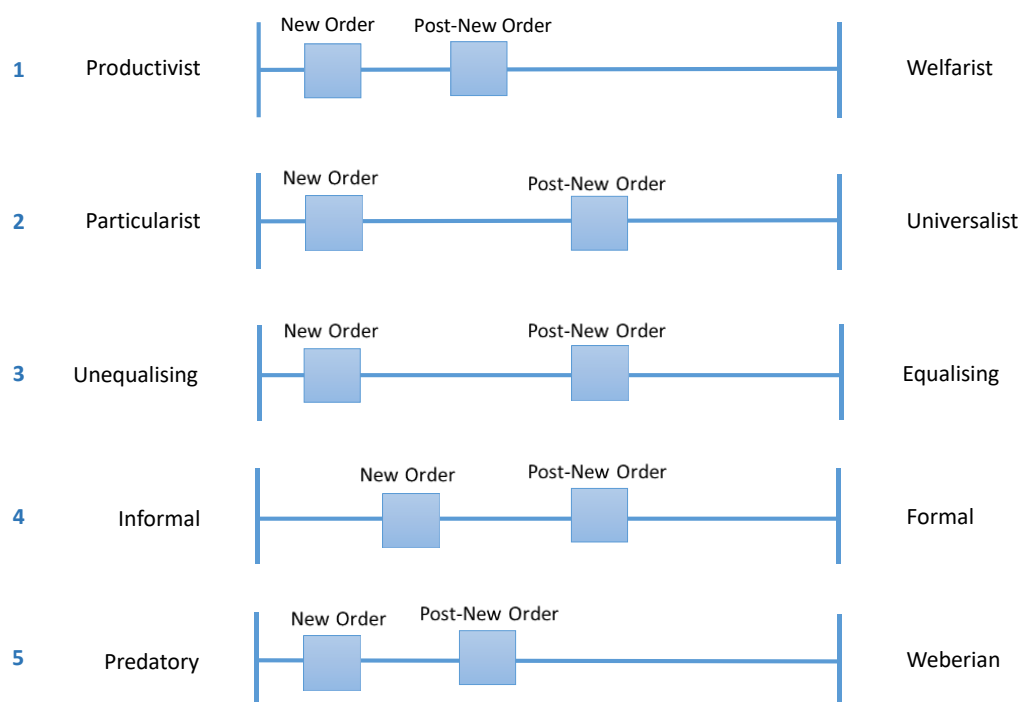 New Order Post-New Order
1 Productivist Welfarist
New Order Post-New Order
2 Particularist Universalist
New Order Post-New Order
3 Unequalising Equalising
New Order Post-New Order
4 Informal Formal
New Order Post-New Order
5 Predatory Weberian